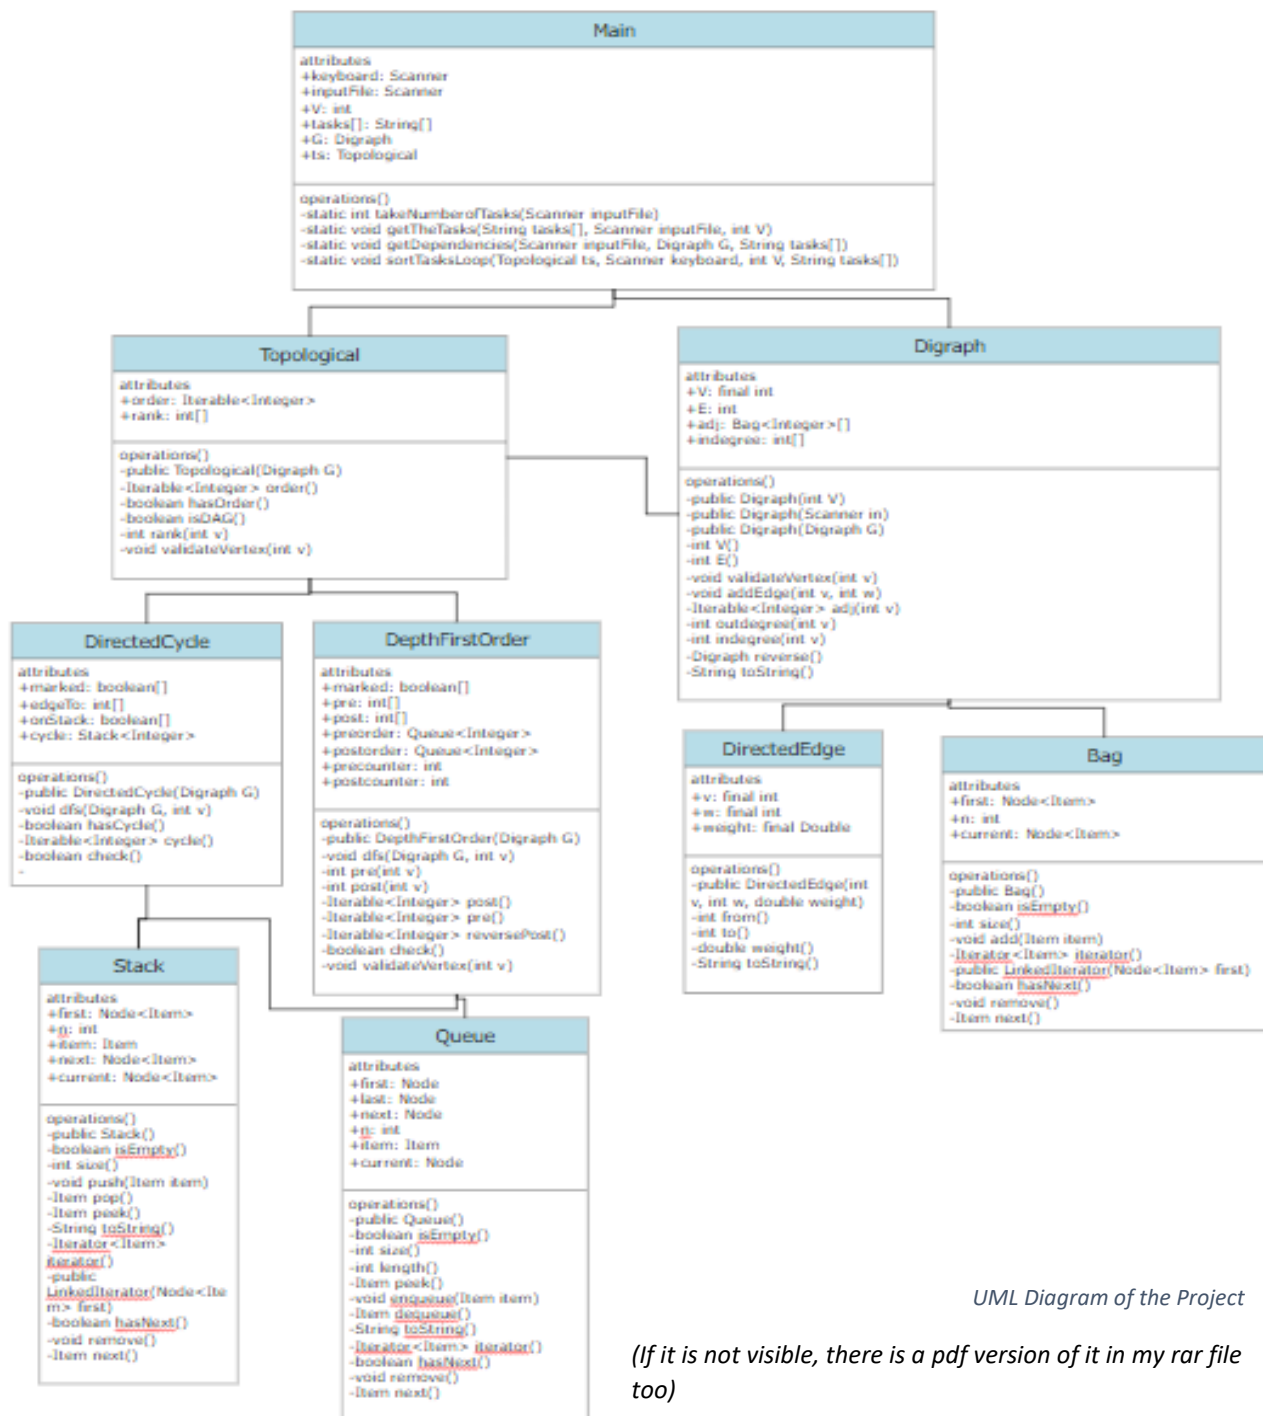 Main
attributes
+keyboard: Scanner
+inputFile: Scanner
+V: int
+tasks[]: String[]
+G: Digraph
+ts: Topological
operations()
-static int takeNumberofTasks(Scanner inputFile)
-static void getTheTasks(String tasks[], Scanner inputFile, int V)
-static void getDependencies(Scanner inputFile, Digraph G, String tasks[])
-static void sortTasksLoop(Topological ts, Scanner keyboard, int V, String tasks[])
Topological
attributes
+order: Iterable<Integer>
+rank: int[]
operations()
-public Topological(Digraph G)
-Iterable<Integer> order()
-boolean hasOrder()
-boolean isDAG()
-int rank(int v)
-void validateVertex(int v)
Digraph
attributes
+V: final int
+E: int
+adj: Bag<Integer>[]
+indegree: int[]
operations()
-public Digraph(int V)
-public Digraph(Scanner in)
-public Digraph(Digraph G)
-int V()
-int E()
-void validateVertex(int v)
-void addEdge(int v, int w)
-Iterable<Integer> adj(int v)
-int outdegree(int v)
-int indegree(int v)
-Digraph reverse()
-String toString()
DirectedCycle
attributes
+marked: boolean[]
+edgeTo: int[]
+onStack: boolean[]
+cycle: Stack<Integer>
operations()
-public DirectedCycle(Digraph G)
-void dfs(Digraph G, int v)
-boolean hasCycle()
-Iterable<Integer> cycle()
-boolean check()
-
DepthFirstOrder
attributes
+marked: boolean[]
+pre: int[]
+post: int[]
+preorder: Queue<Integer>
+postorder: Queue<Integer>
+precounter: int
+postcounter: int
operations()
-public DepthFirstOrder(Digraph G)
-void dfs(Digraph G, int v)
-int pre(int v)
-int post(int v)
-Iterable<Integer> post()
-Iterable<Integer> pre()
-Iterable<Integer> reversePost()
-boolean check()
-void validateVertex(int v)
DirectedEdge
attributes
+v: final int
+w: final int
+weight: final Double
operations()
-public DirectedEdge(int
v, int w, double weight)
-int from()
-int to()
-double weight()
-String toString()
Bag
attributes
+first: Node<Item>
+n: int
+current: Node<Item>
operations()
-public Bag()
-boolean isEmpty()
-int size()
-void add(Item item)
-Iterator<Item> iterator()
-public LinkedIterator(Node<Item> first)
-boolean hasNext()
-void remove()
-Item next()
Stack
attributes
+first: Node<Item>
+n: int
+item: Item
+next: Node<Item>
+current: Node<Item>
operations()
-public Stack()
-boolean isEmpty()
-int size()
-void push(Item item)
-Item pop()
-Item peek()
-String toString()
-Iterator<Item>
iterator()
-public
LinkedIterator(Node<Ite
m> first)
-boolean hasNext()
-void remove()
-Item next()
Queue
attributes
+first: Node
+last: Node
+next: Node
+n: int
+item: Item
+current: Node
operations()
-public Queue()
-boolean isEmpty()
-int size()
-int length()
-Item peek()
-void enqueue(Item item)
-Item dequeue()
-String toString()
-Iterator<Item> iterator()
-boolean hasNext()
-void remove()
-Item next()
UML Diagram of the Project
(If it is not visible, there is a pdf version of it in my rar file
too)